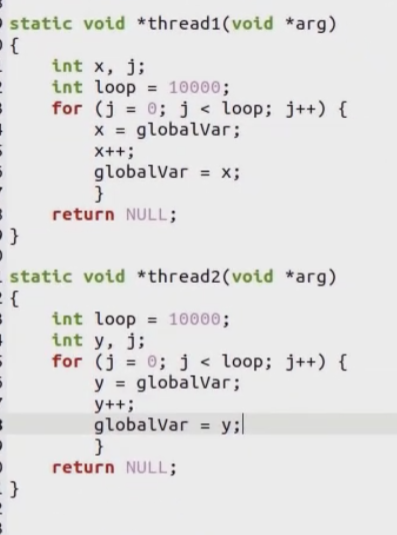 static void *thread1(void *arg)
{
int x, j;
int loop = 10000;
for (j = 0; j < loop; j++) {
x = globalVar;
x++;
globalVar = x;
}
return NULL;
}
static void *thread2(void *arg)
{
int loop = 10000;
int y, j;
for (j = 0; j < loop; j++) {
y = globalVar;
y++;
globalVar = y;
}
return NULL;
}